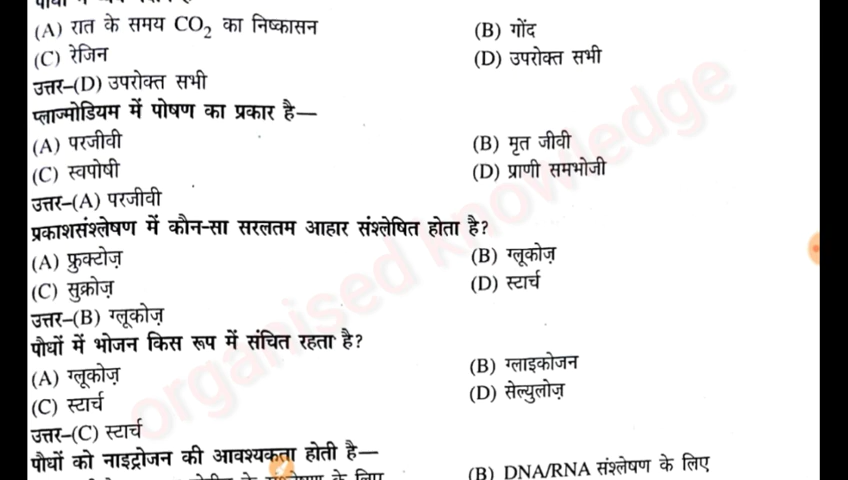 (A) रात के समय CO₂ का निष्कासन (B) गोंद
(C) रेजिन (D) उपरोक्त सभी
उत्तर–(D) उपरोक्त सभी
प्लाज्मोडियम में पोषण का प्रकार है—
(A) परजीवी (B) मृत जीवी
(C) स्वपोषी (D) प्राणी समभोजी
उत्तर–(A) परजीवी
प्रकाशसंश्लेषण में कौन-सा सरलतम आहार संश्लेषित होता है?
(A) फ्रुक्टोज़ (B) ग्लूकोज़
(C) सुक्रोज़ (D) स्टार्च
उत्तर–(B) ग्लूकोज़
पौधों में भोजन किस रूप में संचित रहता है?
(A) ग्लूकोज़ (B) ग्लाइकोजन
(C) स्टार्च (D) सेल्युलोज़
उत्तर–(C) स्टार्च
पौधों को नाइट्रोजन की आवश्यकता होती है—
के लिए (B) DNA/RNA संश्लेषण के लिए
organised knowledge